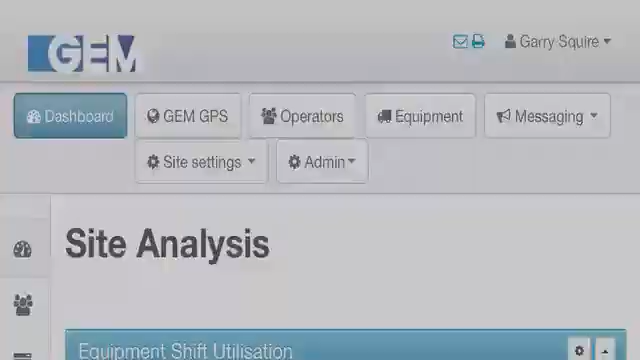 GEM
Garry Squire
Dashboard GEM GPS Operators Equipment Messaging
Site settings Admin
Site Analysis
Equipment Shift Utilisation